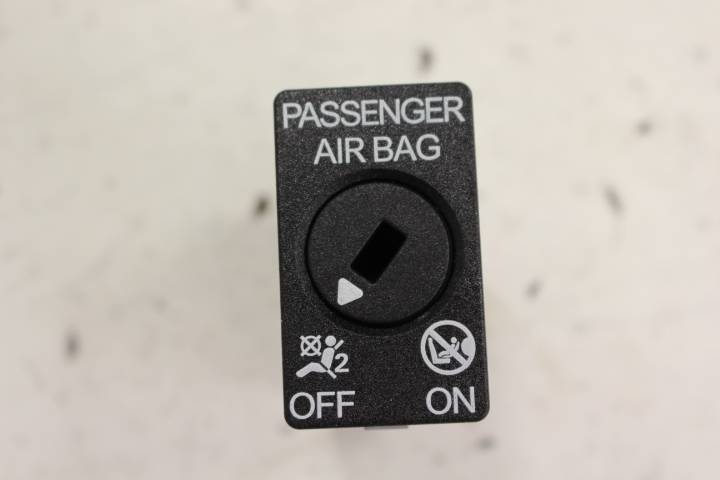 PASSENGER
AIR BAG
2
OFF ON